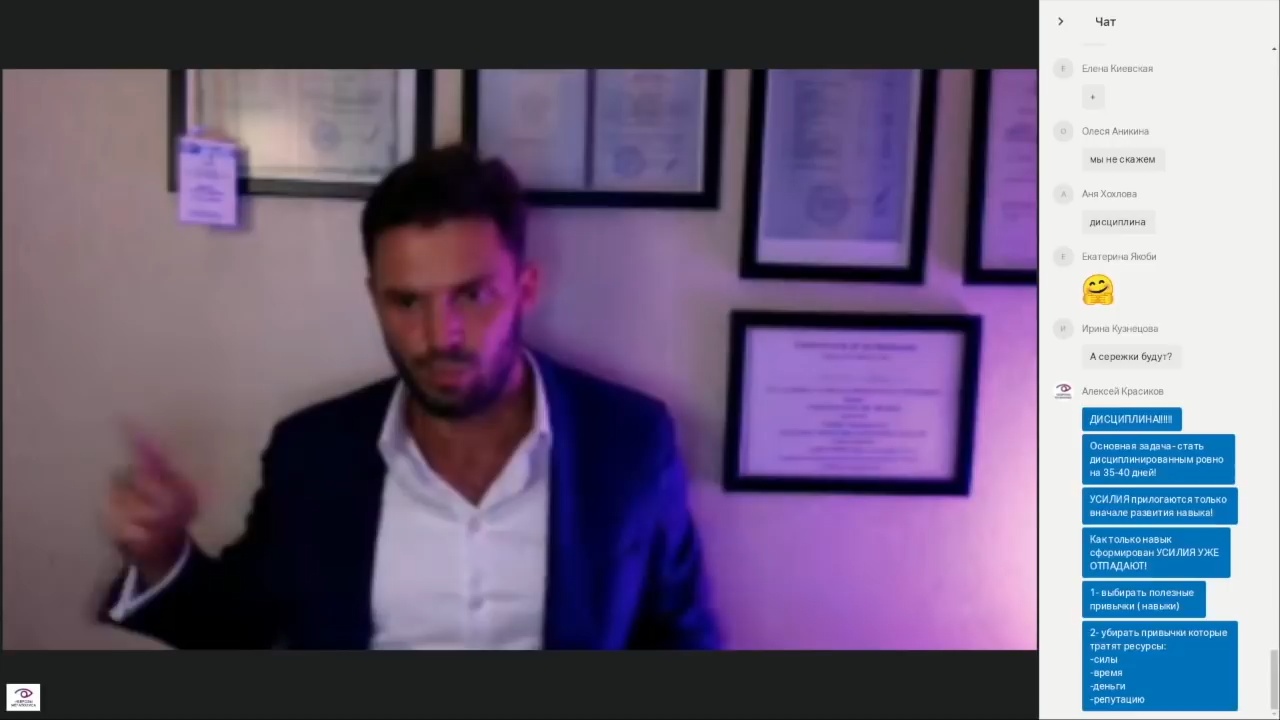 Чат
Е
Елена Киевская
+
О
Олеся Аникина
мы не скажем
А
Аня Хохлова
дисциплина
Е
Екатерина Якоби
И
Ирина Кузнецова
А сережки будут?
Алексей Красиков
ДИСЦИПЛИНА!!!!!!
Основная задача- стать
дисциплинированным ровно
на 35-40 дней!
УСИЛИЯ прилогаются только
вначале развития навыка!
Как только навык
сформирован УСИЛИЯ УЖЕ
ОТПАДАЮТ!
1- выбирать полезные
привычки ( навыки)
2- убирать привычки которые
тратят ресурсы:
-силы
-время
-деньги
-репутацию